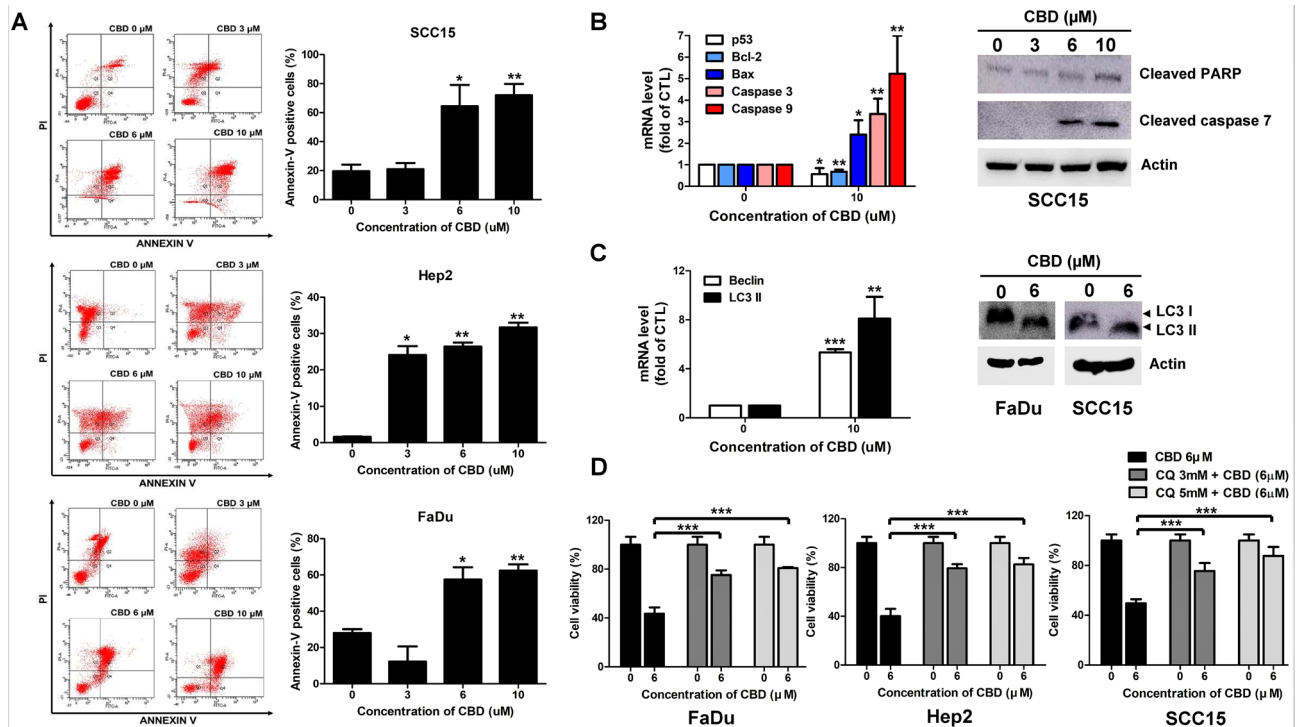 A
CBD 0 µM
CBD 3 µM
CBD 6 µM
CBD 10 µM
PI
ANNEXIN V
SCC15
Annexin-V positive cells (%)
100
80
60
40
20
0
*
**
0 3 6 10
Concentration of CBD (uM)
CBD 0 µM
CBD 3 µM
CBD 6 µM
CBD 10 µM
PI
ANNEXIN V
Hep2
Annexin-V positive cells (%)
40
30
20
10
0
*
**
**
0 3 6 10
Concentration of CBD (uM)
CBD 0 µM
CBD 3 µM
CBD 6 µM
CBD 10 µM
PI
ANNEXIN V
FaDu
Annexin-V positive cells (%)
80
60
40
20
0
*
**
0 3 6 10
Concentration of CBD (uM)
B
mRNA level
(fold of CTL)
7
6
5
4
3
2
1
0
p53
Bcl-2
Bax
Caspase 3
Caspase 9
*
**
*
**
**
0 10
Concentration of CBD (uM)
CBD (µM)
0 3 6 10
Cleaved PARP
Cleaved caspase 7
Actin
SCC15
C
mRNA level
(fold of CTL)
12
8
4
0
Beclin
LC3 II
***
**
0 10
Concentration of CBD (uM)
CBD (µM)
0 6 0 6
LC3 I
LC3 II
Actin
FaDu SCC15
D
CBD 6µM
CQ 3mM + CBD (6µM)
CQ 5mM + CBD (6µM)
Cell viability (%)
120
80
40
0
***
***
0 6 0 6 0 6
Concentration of CBD (µM)
FaDu
Cell viability (%)
120
80
40
0
***
***
0 6 0 6 0 6
Concentration of CBD (µM)
Hep2
Cell viability (%)
120
80
40
0
***
***
0 6 0 6 0 6
Concentration of CBD (µM)
SCC15